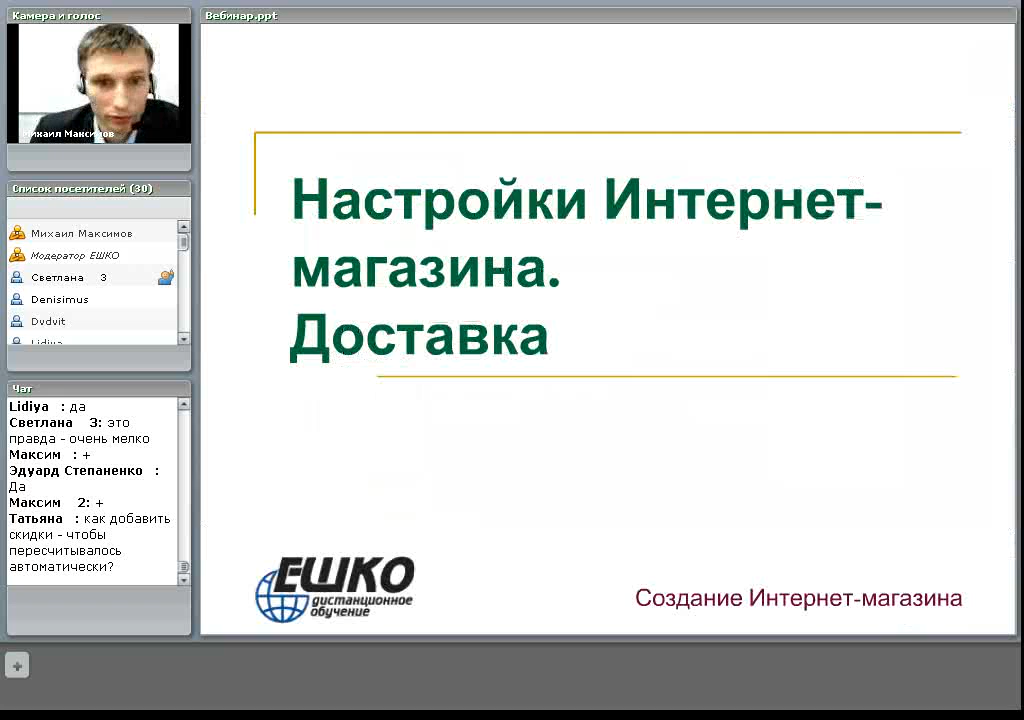 Камера и голос
Михаил Максимов
Список посетителей (30)
Михаил Максимов
Модератор ЕШКО
Светлана 3
Denisimus
Dvdvit
Lidiya
Чат
Lidiya : да
Светлана 3: это
правда - очень мелко
Максим : +
Эдуард Степаненко :
Да
Максим 2: +
Татьяна : как добавить
скидки - чтобы
пересчитывалось
автоматически?
Вебинар.ppt
Настройки Интернет-
магазина.
Доставка
ЕШКО
дистанционное
обучение
Создание Интернет-магазина